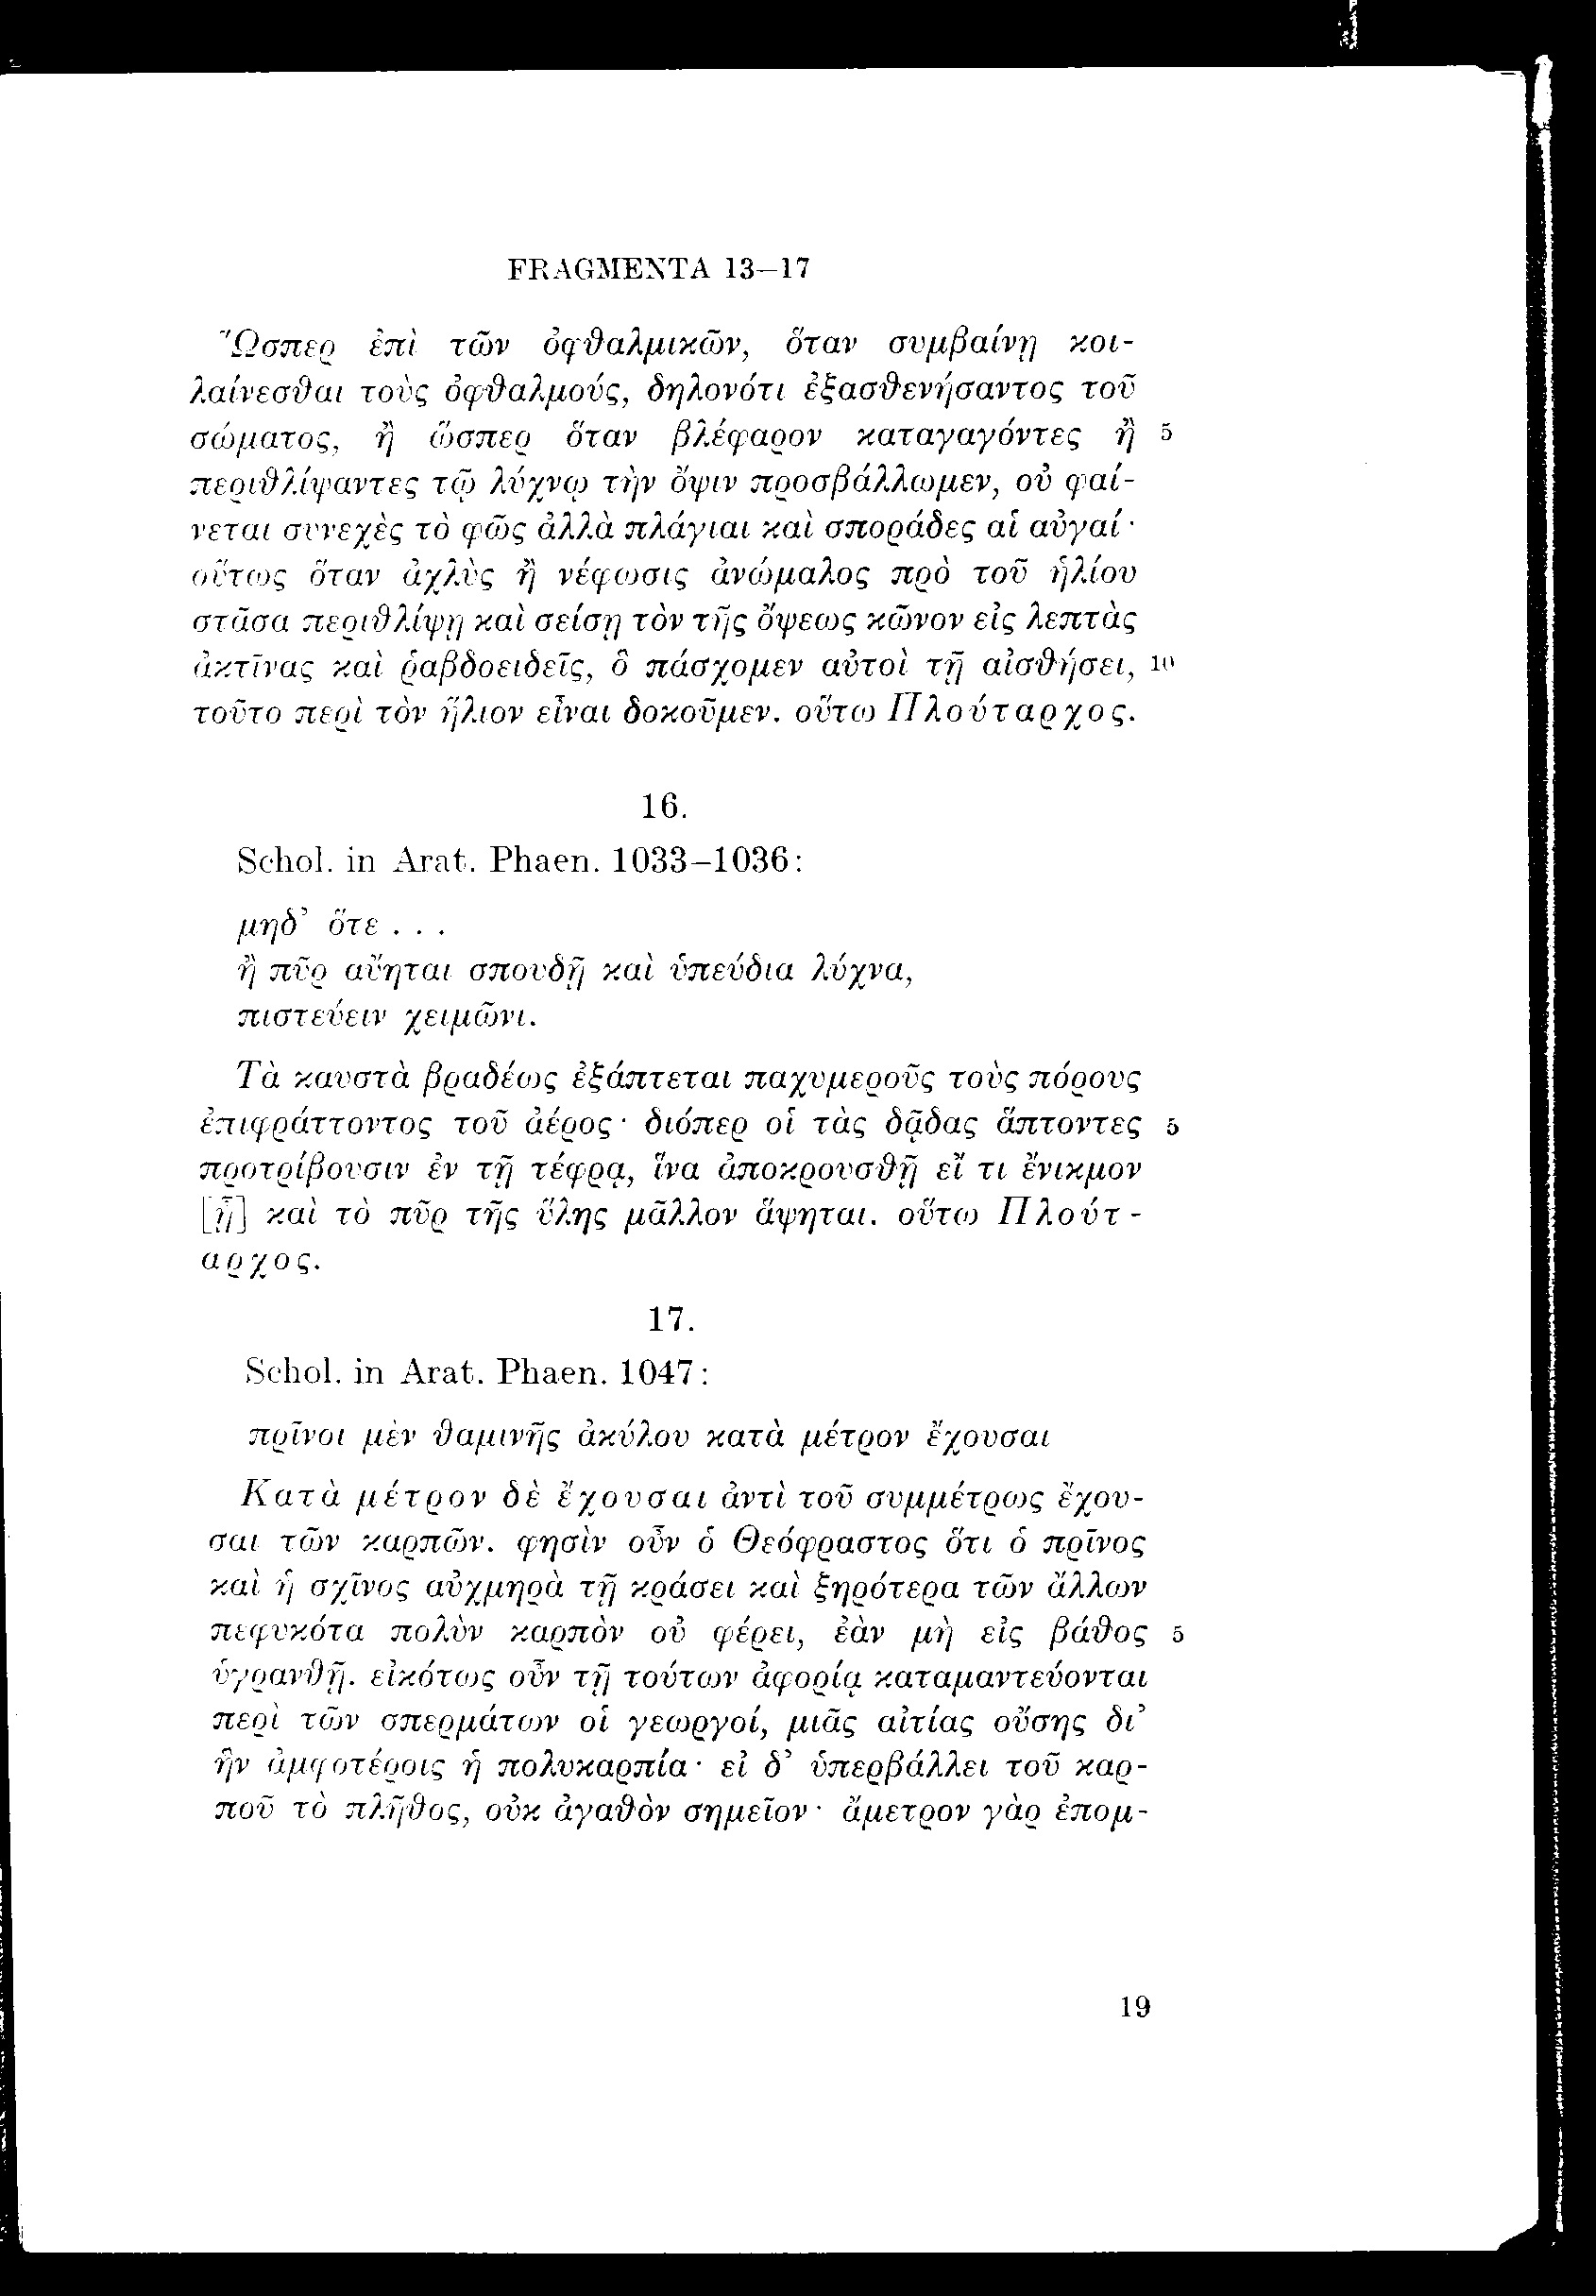 FRAGMENTA 13–17
Ὥσπερ ἐπὶ τῶν ὀφθαλμικῶν, ὅταν συμβαίνῃ κοι-
λαίνεσθαι τοὺς ὀφθαλμούς, δηλονότι ἐξασθενήσαντος τοῦ
σώματος, ἢ ὥσπερ ὅταν βλέφαρον καταγαγόντες ἢ 5
περιθλίψαντες τῷ λύχνῳ τὴν ὄψιν προσβάλλωμεν, οὐ φαί-
νεται συνεχὲς τὸ φῶς ἀλλὰ πλάγιαι καὶ σποράδες αἱ αὐγαί·
οὕτως ὅταν ἀχλὺς ἢ νέφωσις ἀνώμαλος πρὸ τοῦ ἡλίου
στᾶσα περιθλίψῃ καὶ σείσῃ τὸν τῆς ὄψεως κῶνον εἰς λεπτὰς
ἀκτῖνας καὶ ῥαβδοειδεῖς, ὃ πάσχομεν αὐτοὶ τῇ αἰσθήσει, 10
τοῦτο περὶ τὸν ἥλιον εἶναι δοκοῦμεν. οὕτω Πλούταρχος.
16.
Schol. in Arat. Phaen. 1033–1036:
μηδ’ ὅτε . . .
ἢ πῦρ αὔηται σπουδῇ καὶ ὑπεύδια λύχνα,
πιστεύειν χειμῶνι.
Τὰ καυστὰ βραδέως ἐξάπτεται παχυμεροῦς τοὺς πόρους
ἐπιφράττοντος τοῦ ἀέρος· διόπερ οἱ τὰς δᾷδας ἅπτοντες 5
προτρίβουσιν ἐν τῇ τέφρᾳ, ἵνα ἀποκρουσθῇ εἴ τι ἔνικμον
[ᾖ] καὶ τὸ πῦρ τῆς ὕλης μᾶλλον ἅψηται. οὕτω Πλούτ-
αρχος.
17.
Schol. in Arat. Phaen. 1047:
πρῖνοι μὲν θαμινῆς ἀκύλου κατὰ μέτρον ἔχουσαι
Κατὰ μέτρον δὲ ἔχουσαι ἀντὶ τοῦ συμμέτρως ἔχου-
σαι τῶν καρπῶν. φησὶν οὖν ὁ Θεόφραστος ὅτι ὁ πρῖνος
καὶ ἡ σχῖνος αὐχμηρὰ τῇ κράσει καὶ ξηρότερα τῶν ἄλλων
πεφυκότα πολὺν καρπὸν οὐ φέρει, ἐὰν μὴ εἰς βάθος 5
ὑγρανθῇ. εἰκότως οὖν τῇ τούτων ἀφορίᾳ καταμαντεύονται
περὶ τῶν σπερμάτων οἱ γεωργοί, μιᾶς αἰτίας οὔσης δι’
ἣν ἀμφοτέροις ἡ πολυκαρπία· εἰ δ’ ὑπερβάλλει τοῦ καρ-
ποῦ τὸ πλῆθος, οὐκ ἀγαθὸν σημεῖον· ἄμετρον γὰρ ἐπομ-
19